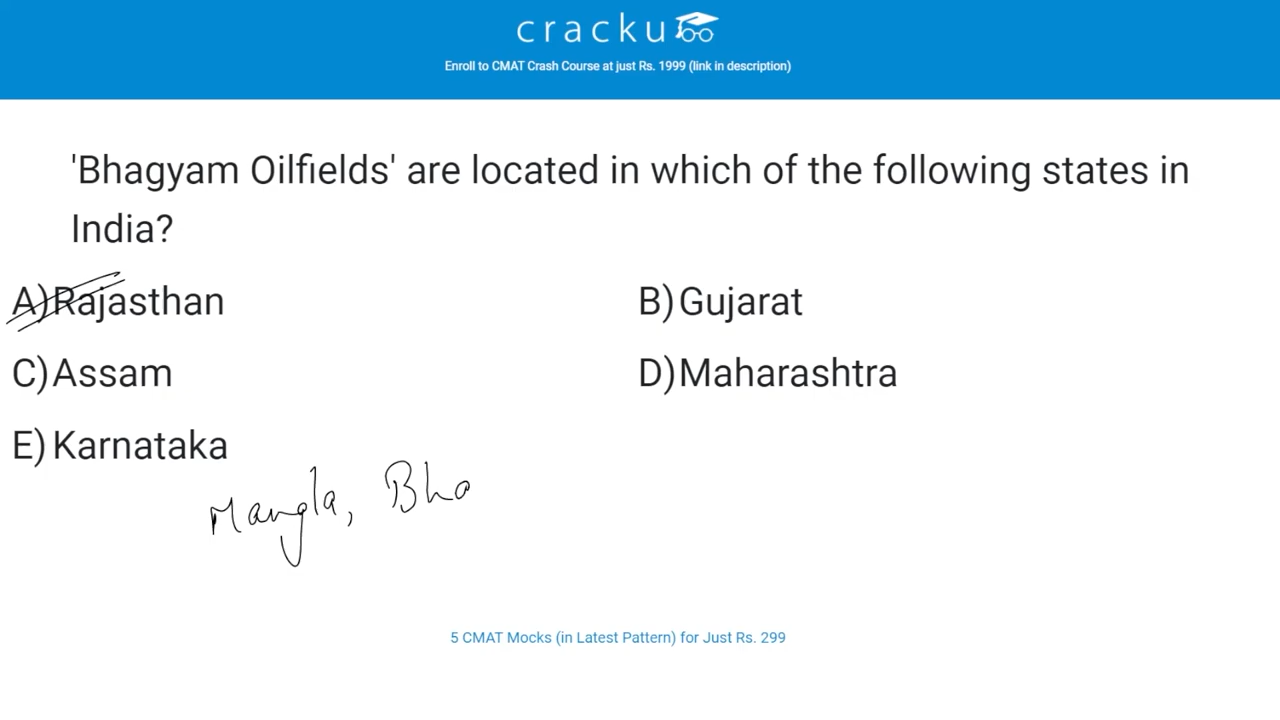 cracku
Enroll to CMAT Crash Course at just Rs. 1999 (link in description)
'Bhagyam Oilfields' are located in which of the following states in
India?
A) Rajasthan
B) Gujarat
C) Assam
D) Maharashtra
E) Karnataka
Mangla, Bha
5 CMAT Mocks (in Latest Pattern) for Just Rs. 299